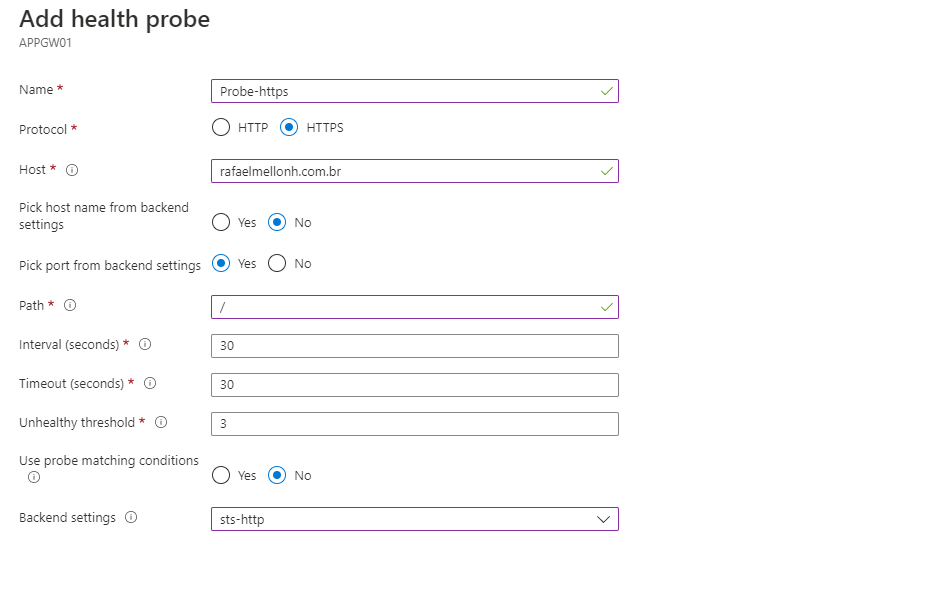 Add health probe
APPGW01
Name *
Probe-https
Protocol *
HTTP HTTPS
Host *
rafaelmellonh.com.br
Pick host name from backend
settings
Yes No
Pick port from backend settings
Yes No
Path *
/
Interval (seconds) *
30
Timeout (seconds) *
30
Unhealthy threshold *
3
Use probe matching conditions
Yes No
Backend settings
sts-http